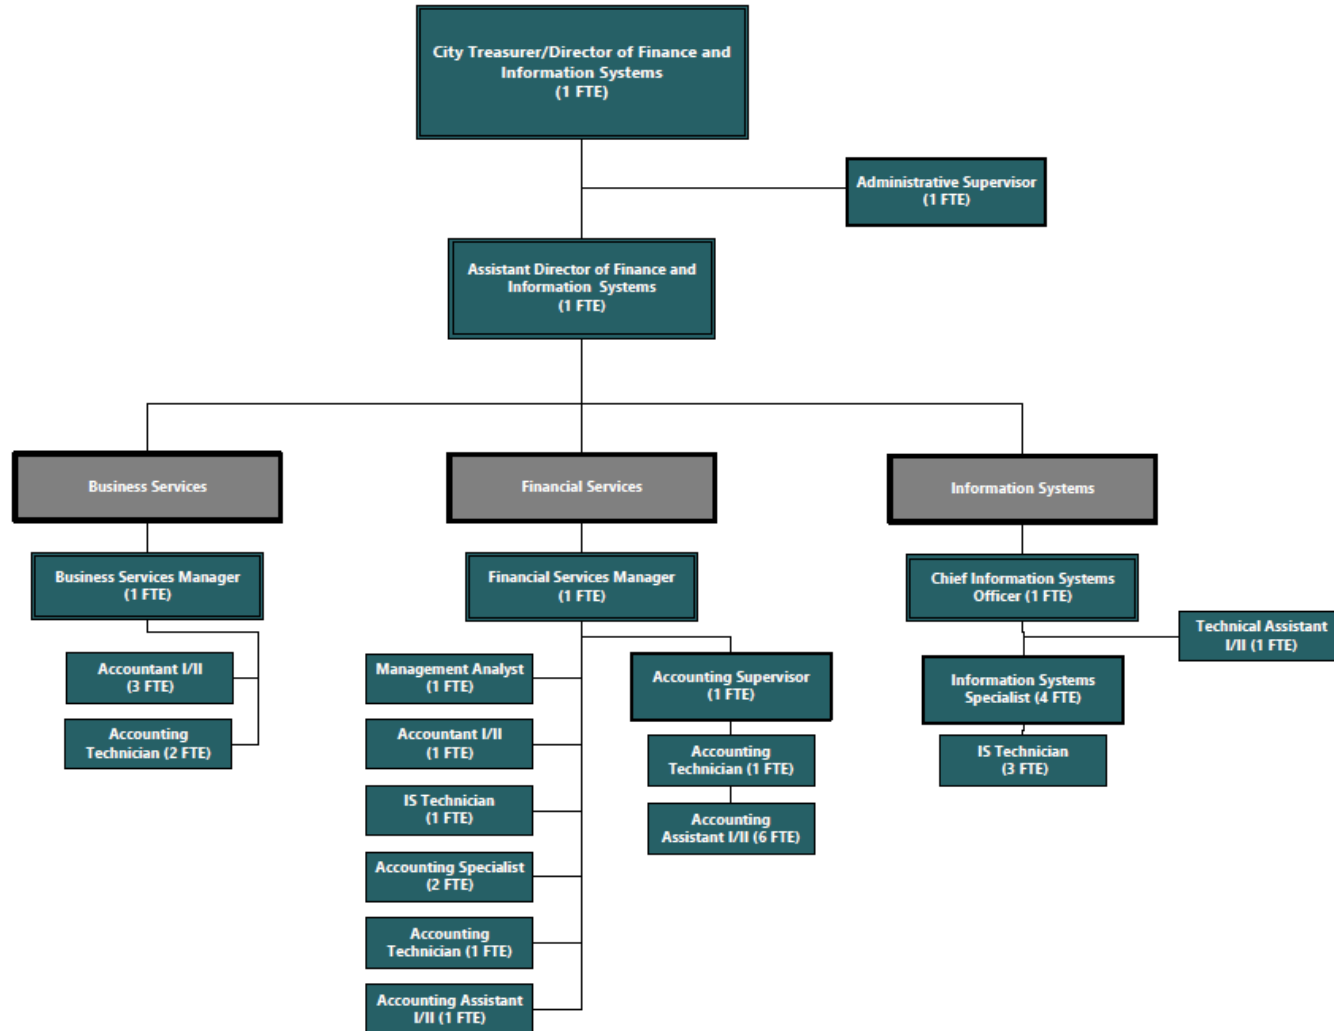 City Treasurer/Director of Finance and
Information Systems
(1 FTE)
Administrative Supervisor
(1 FTE)
Assistant Director of Finance and
Information Systems
(1 FTE)
Business Services
Financial Services
Information Systems
Business Services Manager
(1 FTE)
Financial Services Manager
(1 FTE)
Chief Information Systems
Officer (1 FTE)
Technical Assistant
I/II (1 FTE)
Accountant I/II
(3 FTE)
Accounting
Technician (2 FTE)
Management Analyst
(1 FTE)
Accountant I/II
(1 FTE)
IS Technician
(1 FTE)
Accounting Specialist
(2 FTE)
Accounting
Technician (1 FTE)
Accounting Assistant
I/II (1 FTE)
Accounting Supervisor
(1 FTE)
Accounting
Technician (1 FTE)
Accounting
Assistant I/II (6 FTE)
Information Systems
Specialist (4 FTE)
IS Technician
(3 FTE)